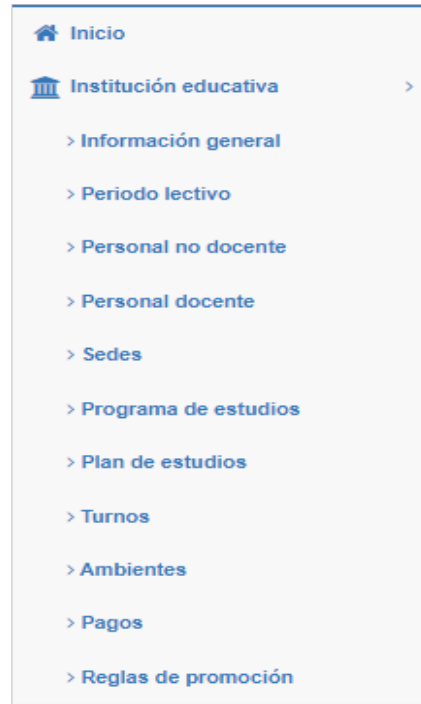 Inicio
Institución educativa >
> Información general
> Periodo lectivo
> Personal no docente
> Personal docente
> Sedes
> Programa de estudios
> Plan de estudios
> Turnos
> Ambientes
> Pagos
> Reglas de promoción